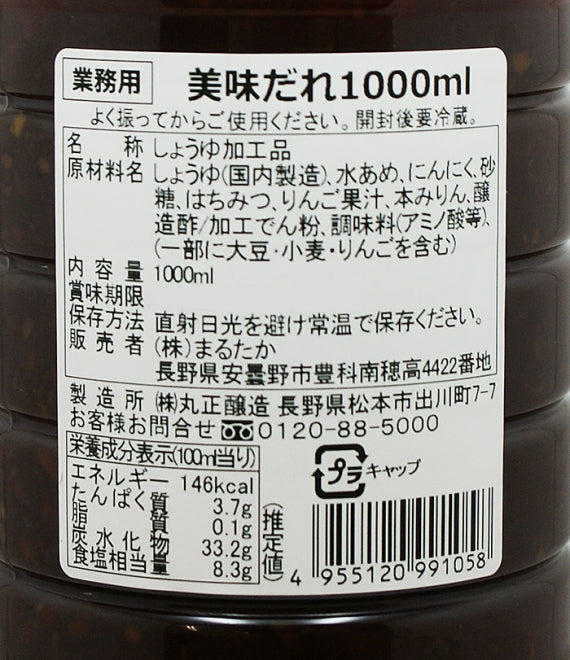 業務用 美味だれ1000ml
よく振ってからご使用ください。開封後要冷蔵。
名称 しょうゆ加工品
原材料名 しょうゆ(国内製造)、水あめ、にんにく、砂
糖、はちみつ、りんご果汁、本みりん、醸
造酢/加工でん粉、調味料(アミノ酸等)、
(一部に大豆・小麦・りんごを含む)
内容量 1000ml
賞味期限
保存方法 直射日光を避け常温で保存ください。
販売者 (株)まるたか
長野県安曇野市豊科南穂高4422番地
製造所 ㈱丸正醸造 長野県松本市出川町7-7
お客様お問合せ 0120-88-5000
栄養成分表示(100ml当り)
エネルギー 146kcal
たんぱく質 3.7g
脂質 0.1g
炭水化物 33.2g
食塩相当量 8.3g
(推定値)
プラ キャップ
4 955120 991058